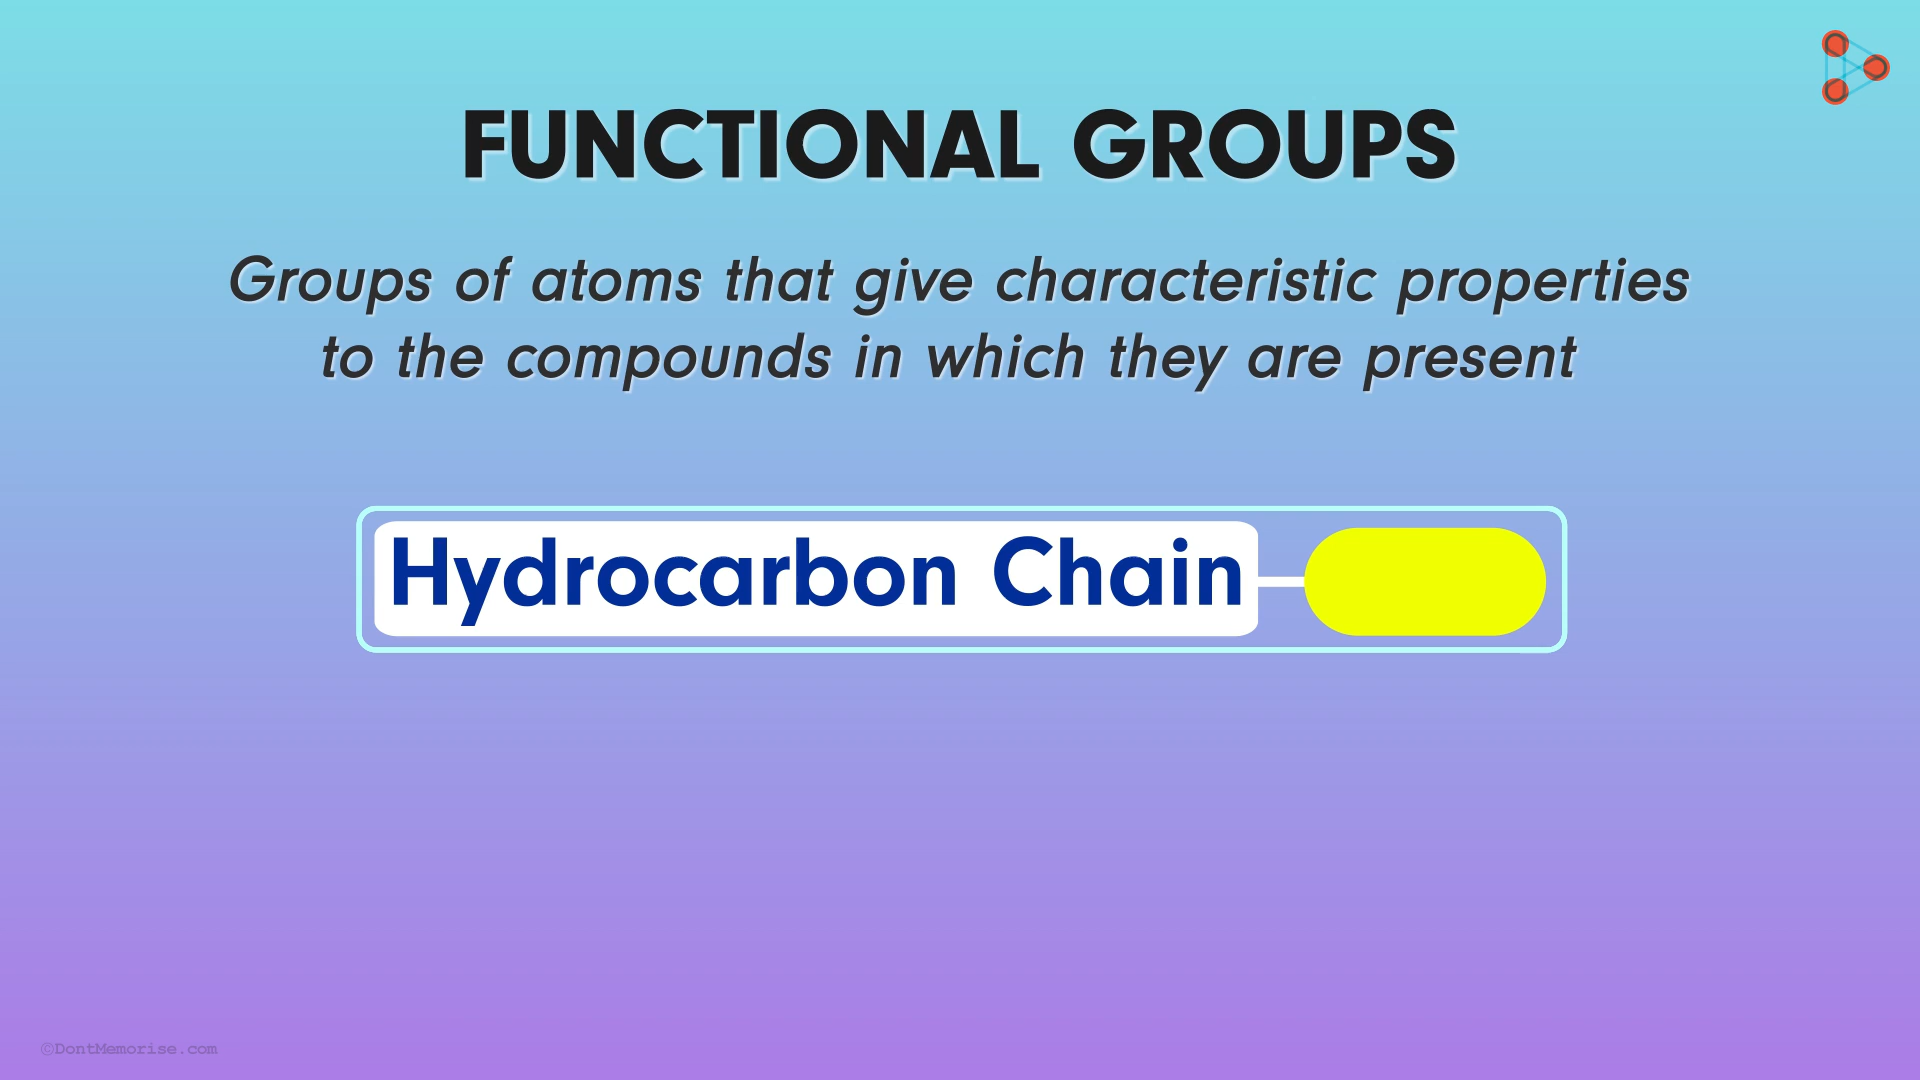 FUNCTIONAL GROUPS
Groups of atoms that give characteristic properties
to the compounds in which they are present
Hydrocarbon Chain
©DontMemorise.com